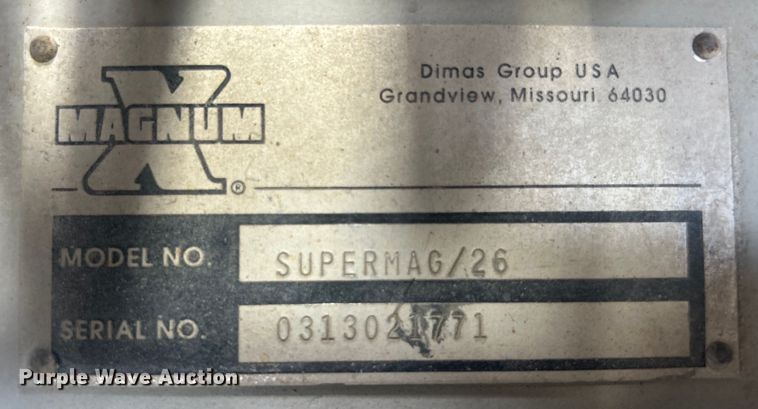 X
MAGNUM
®
Dimas Group USA
Grandview, Missouri 64030
MODEL NO. SUPERMAG/26
SERIAL NO. 0313021771
Purple Wave Auction